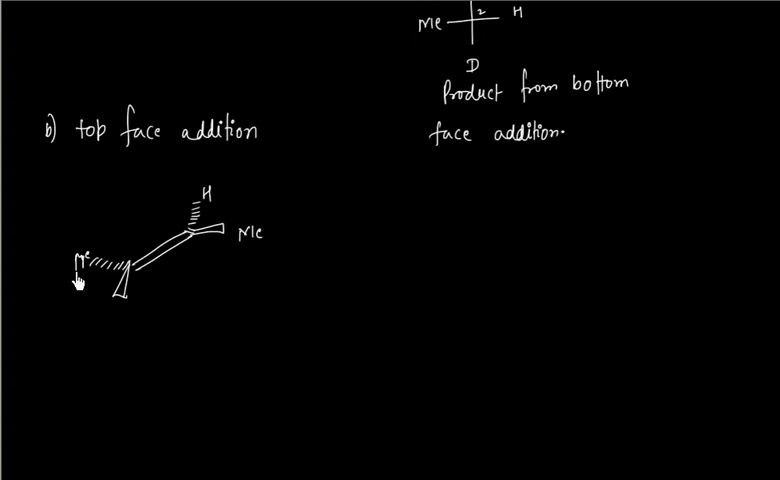 Me 2 H
D
Product from bottom
face addition.
b) top face addition
H
Me
Me